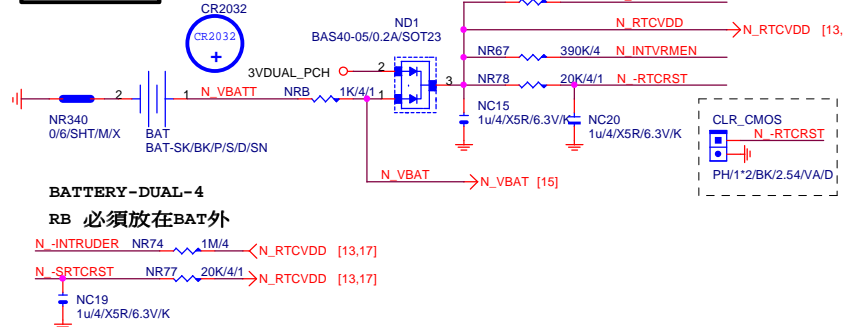 CR2032
CR2032
+
ND1
BAS40-05/0.2A/SOT23
N_RTCVDD
N_RTCVDD [13,
NR67 390K/4 N_INTVRMEN
3VDUAL_PCH 2
3
NR78 20K/4/1 N_-RTCRST
2 1 N_VBATT NRB 1K/4/1 1
NR340
0/6/SHT/M/X
BAT
BAT-SK/BK/P/S/D/SN
NC15
1u/4/X5R/6.3V/K
NC20
1u/4/X5R/6.3V/K
CLR_CMOS
N_-RTCRST
PH/1*2/BK/2.54/VA/D
N_VBAT N_VBAT [15]
BATTERY-DUAL-4
RB 必須放在BAT外
N_-INTRUDER NR74 1M/4 N_RTCVDD [13,17]
N_-SRTCRST NR77 20K/4/1 N_RTCVDD [13,17]
NC19
1u/4/X5R/6.3V/K